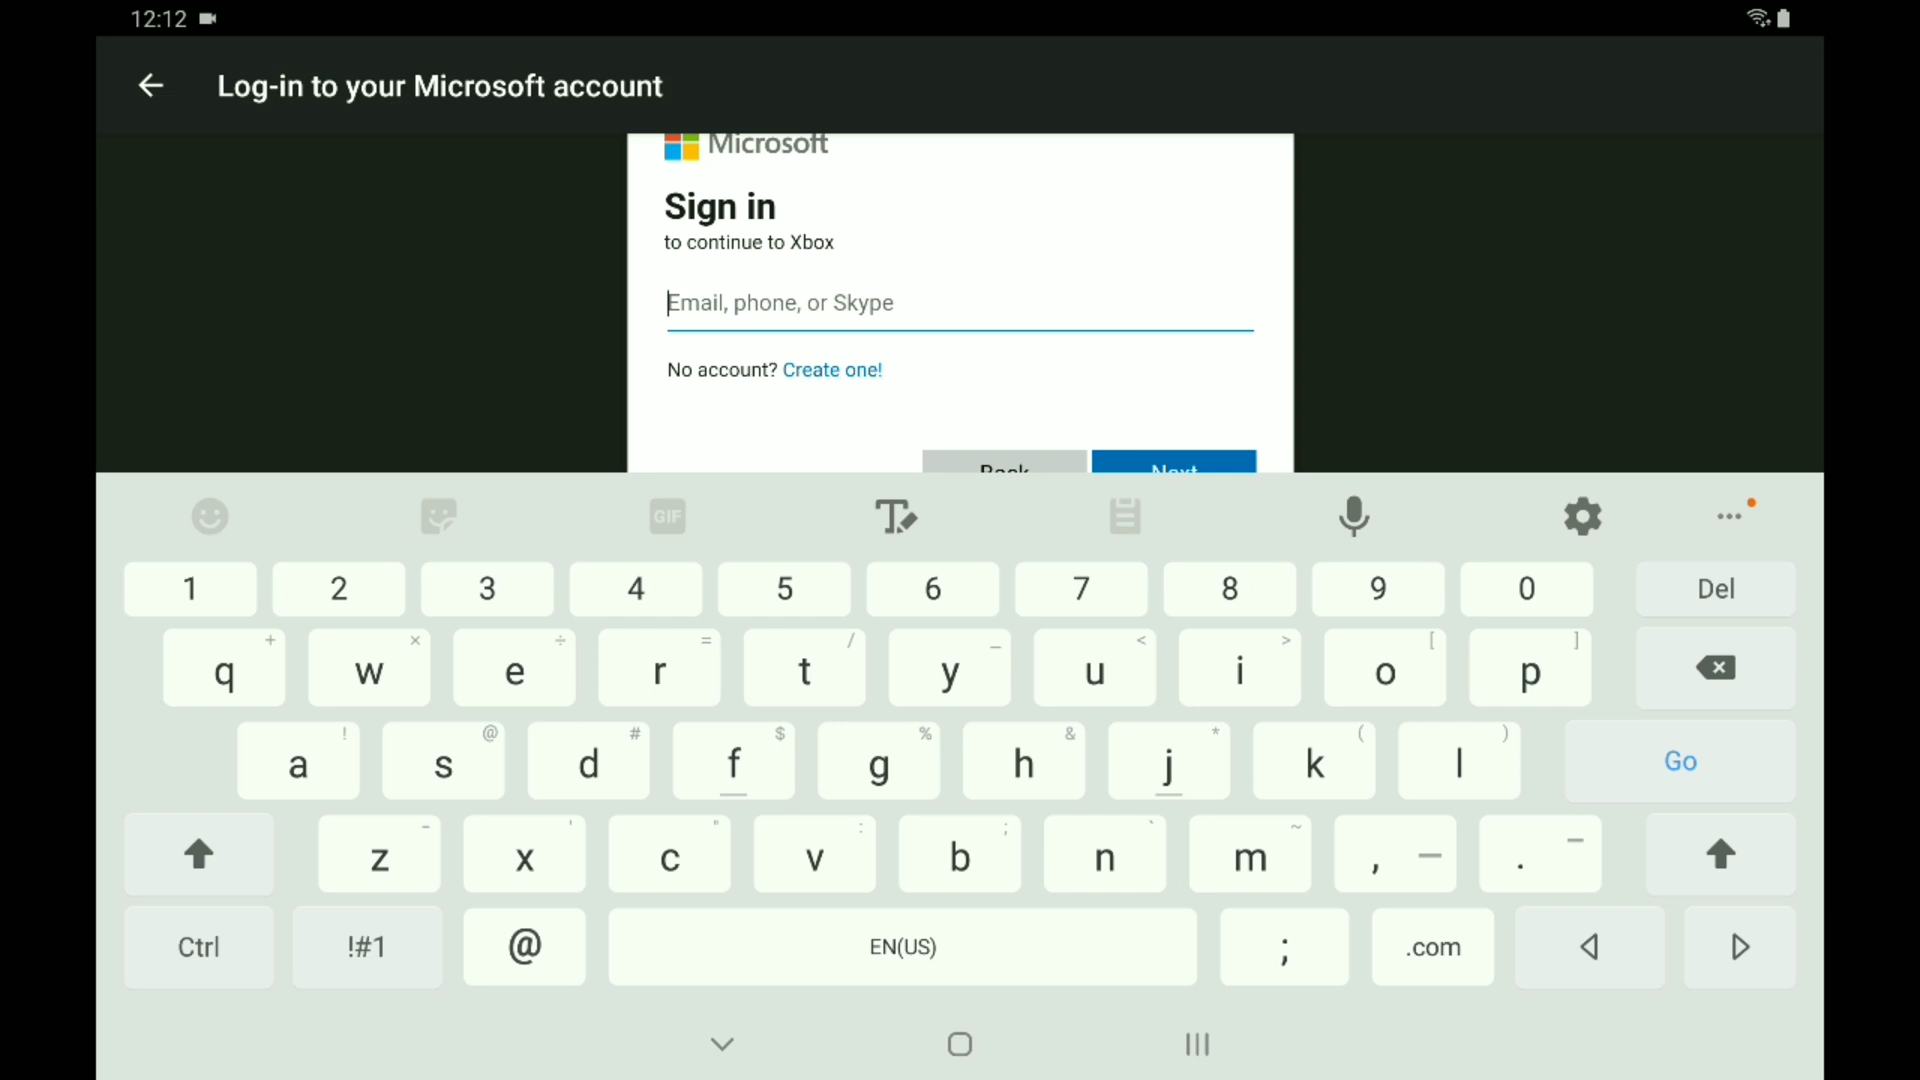 12:12
Log-in to your Microsoft account
Microsoft
Sign in
to continue to Xbox
Email, phone, or Skype
No account? Create one!
Back Next
GIF
1 2 3 4 5 6 7 8 9 0 Del
q + w × e ÷ r = t / y _ u < i > o [ p ]
a ! s @ d # f $ g % h & j * k ( l ) Go
z - x ' c " v : b ; n ` m ~ , .
Ctrl !#1 @ EN(US) ; .com